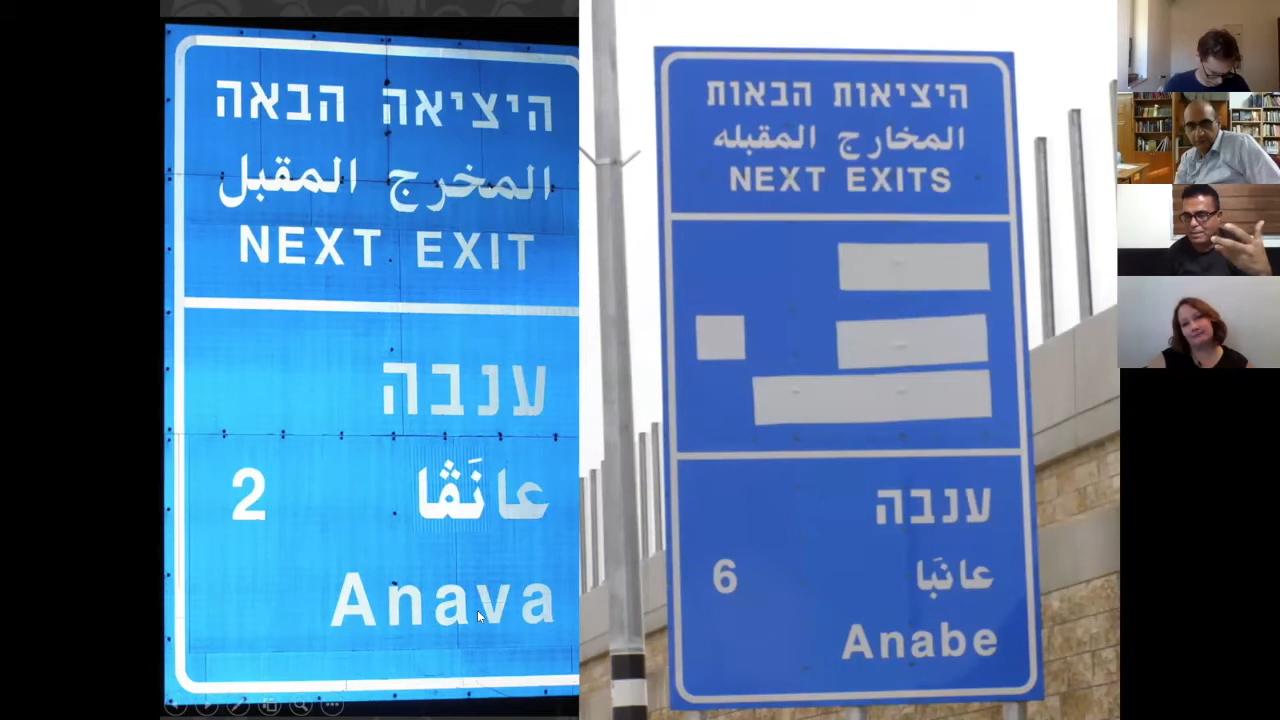 היציאה הבאה
المخرج المقبل
NEXT EXIT
ענבה
عانَڤا
2
Anava
היציאות הבאות
المخارج المقبله
NEXT EXITS
ענבה
عانَبا
6
Anabe